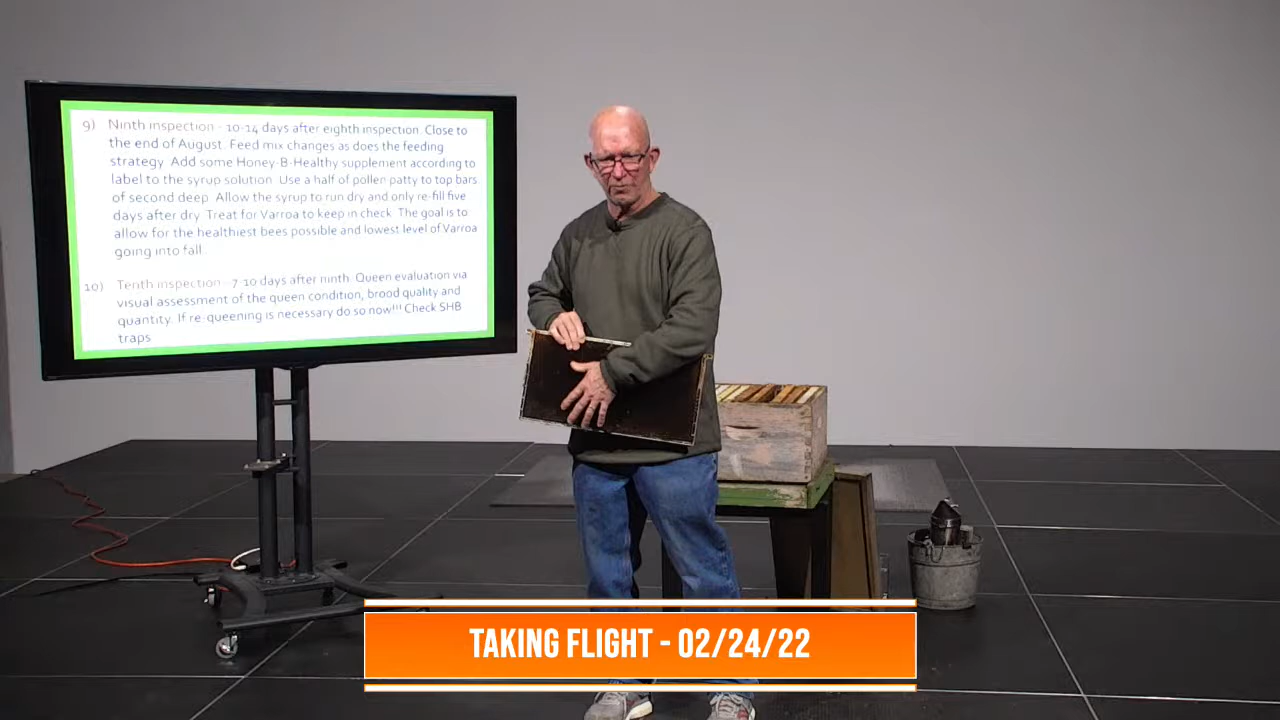 9) Ninth inspection - 10-14 days after eighth inspection. Close to
the end of August. Feed mix changes as does the feeding
strategy. Add some Honey-B-Healthy supplement according to
label to the syrup solution. Use a half of pollen patty to top bars
of second deep. Allow the syrup to run dry and only re-fill five
days after dry. Treat for Varroa to keep in check. The goal is to
allow for the healthiest bees possible and lowest level of Varroa
going into fall.
10) Tenth inspection - 7-10 days after ninth. Queen evaluation via
visual assessment of the queen condition, brood quality and
quantity. If re-queening is necessary do so now!!! Check SHB
traps
TAKING FLIGHT - 02/24/22